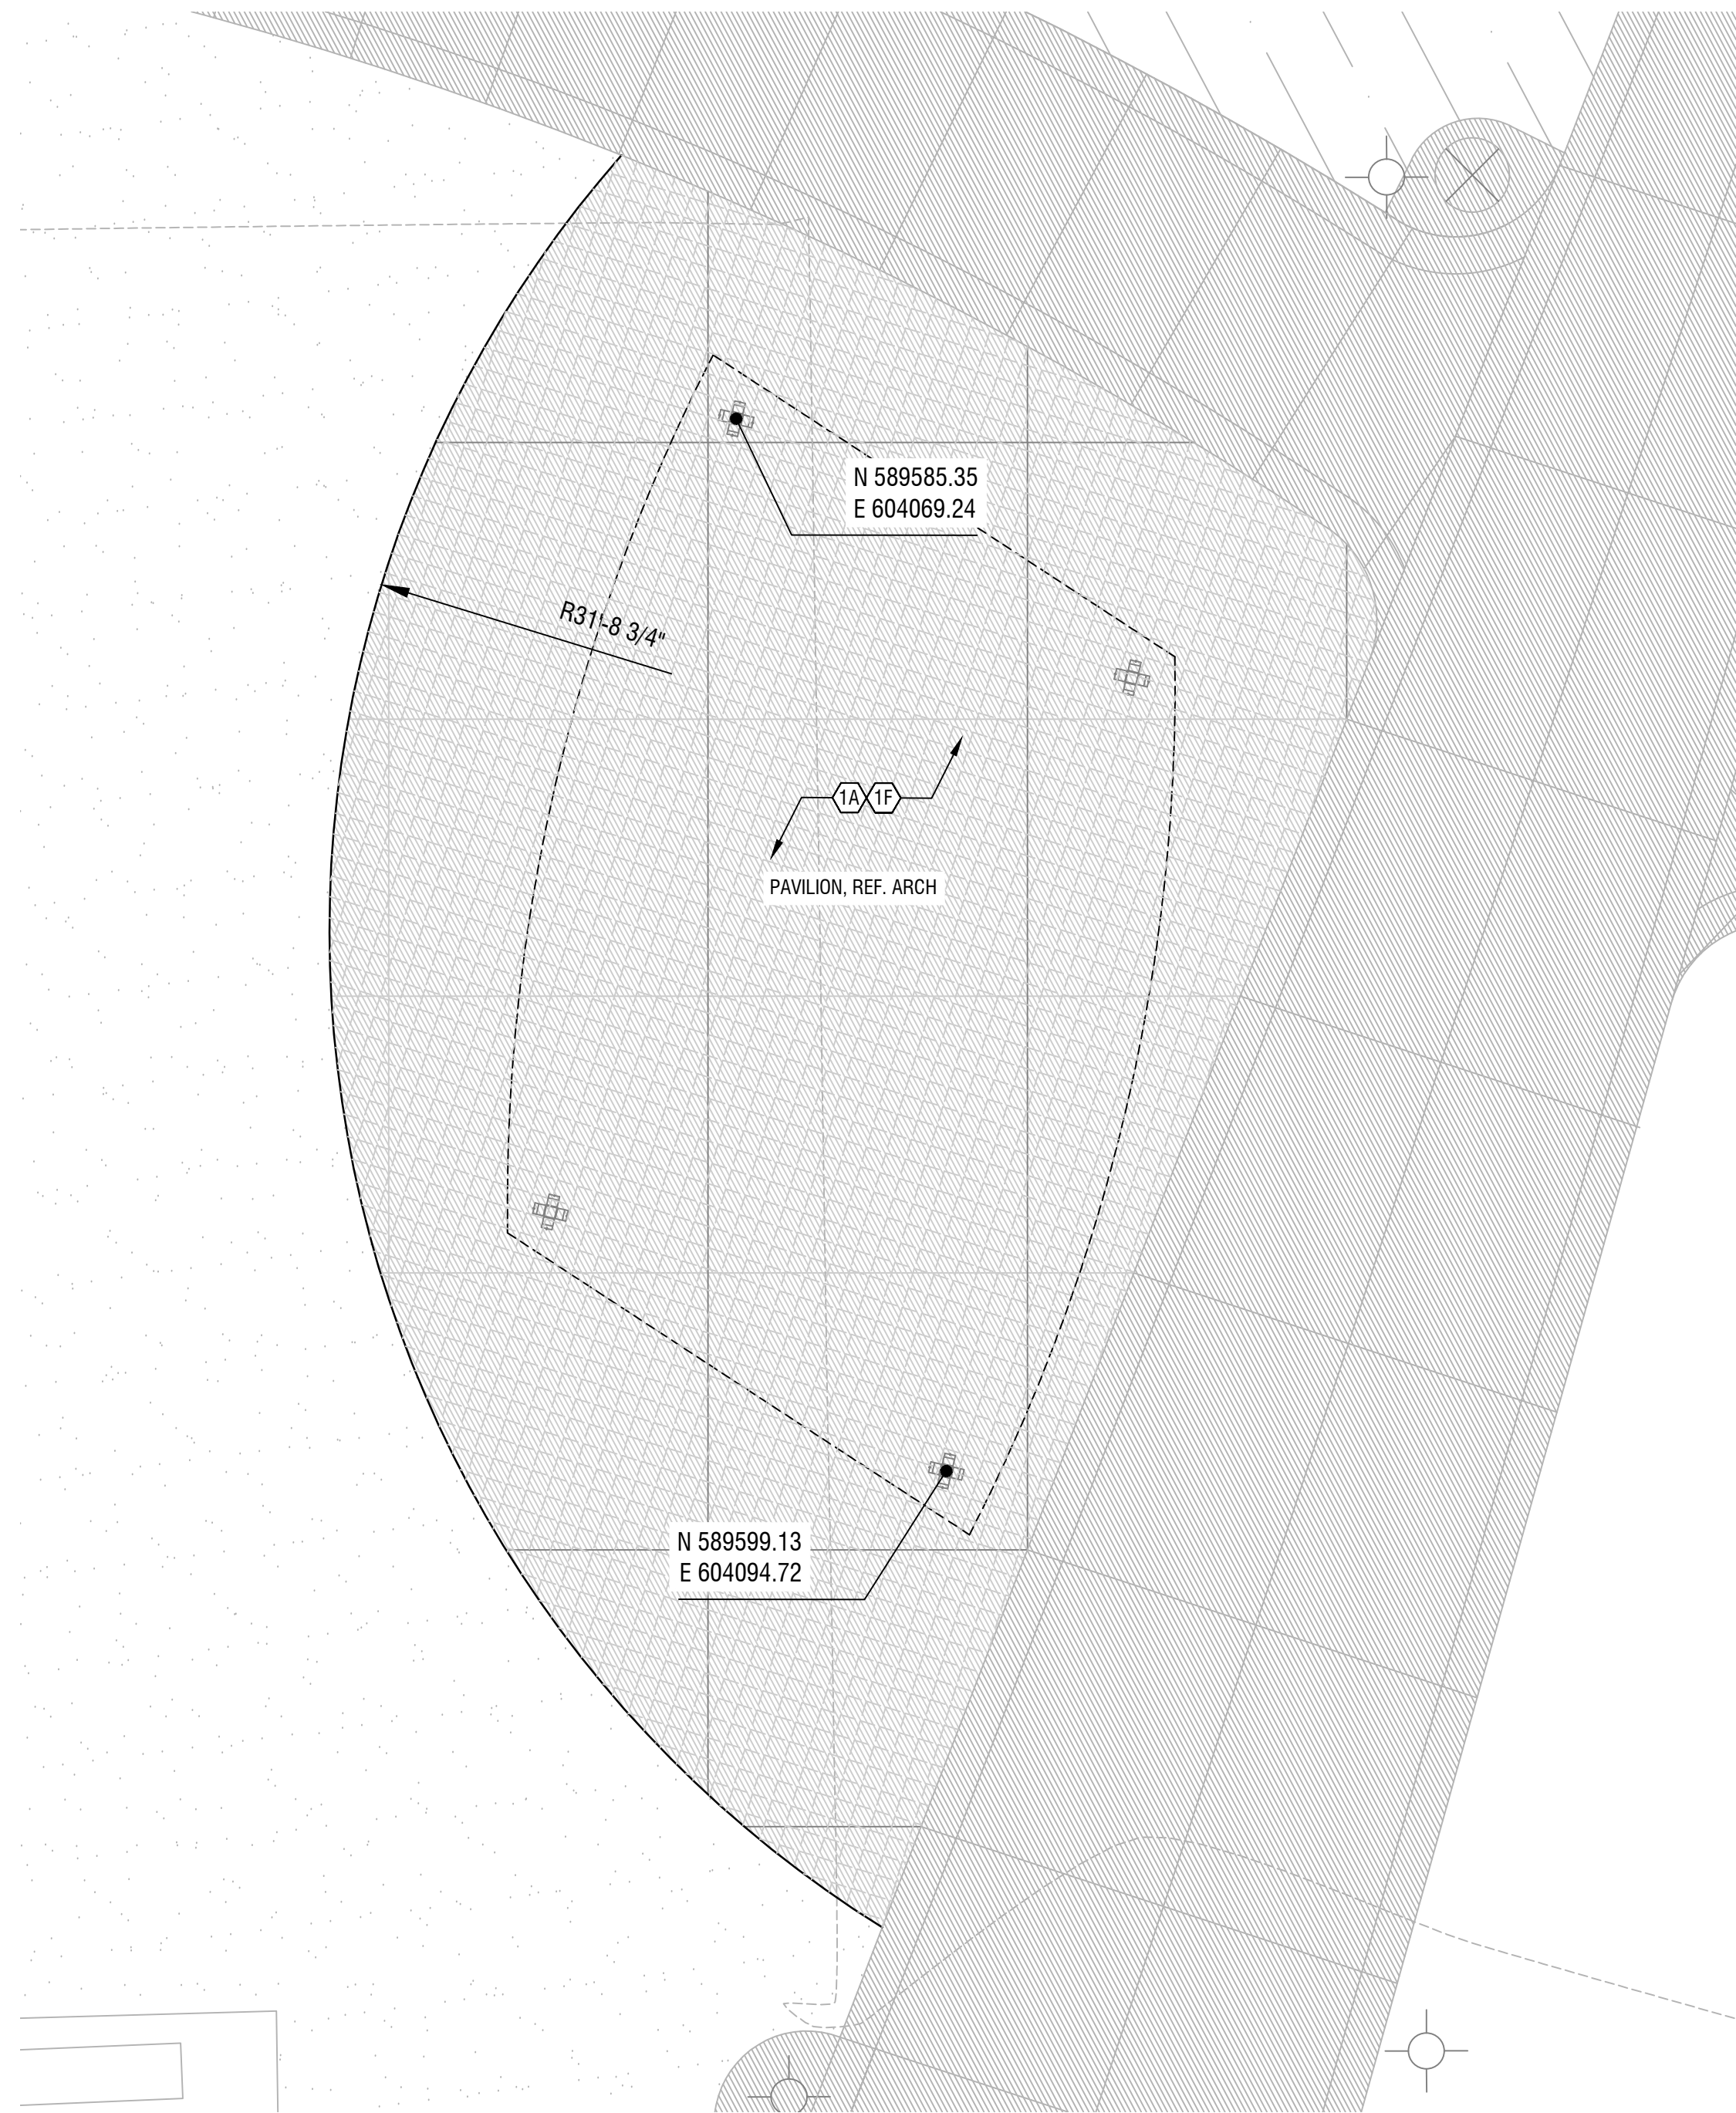 N 589585.35
E 604069.24
R31'-8 3/4"
1A 1F
PAVILION, REF. ARCH
N 589599.13
E 604094.72